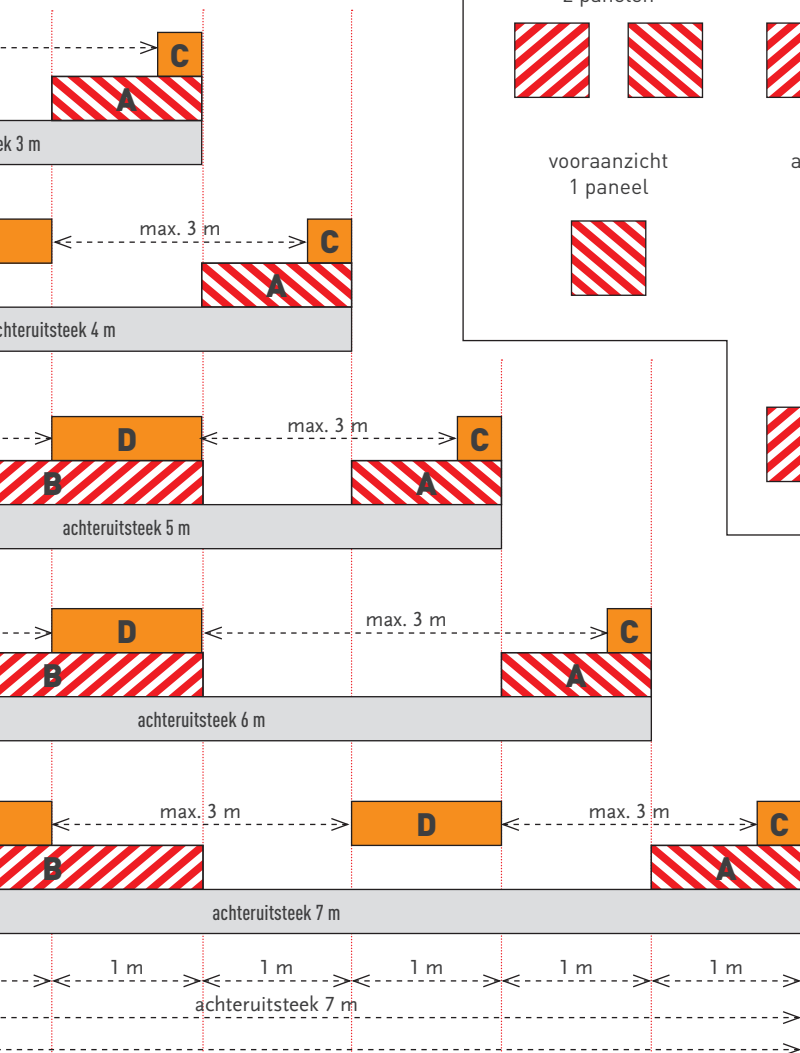 2 panelen
C
A
vooraanzicht
1 paneel
ek 3 m
max. 3 m
C
A
chteruitsteek 4 m
D
max. 3 m
C
B
A
achteruitsteek 5 m
D
max. 3 m
C
B
A
achteruitsteek 6 m
max. 3 m
D
max. 3 m
C
B
A
achteruitsteek 7 m
1 m
1 m
1 m
1 m
1 m
achteruitsteek 7 m